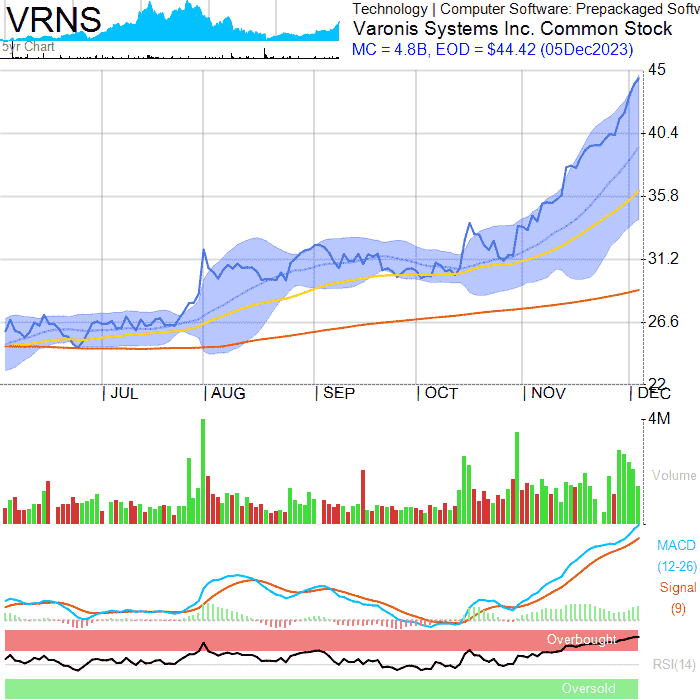 VRNS
5yr Chart
Technology | Computer Software: Prepackaged Softw
Varonis Systems Inc. Common Stock
MC = 4.8B, EOD = $44.42 (05Dec2023)
45
40.4
35.8
31.2
26.6
22
JUL
AUG
SEP
OCT
NOV
DEC
4M
Volume
MACD
(12-26)
Signal
(9)
Overbought
RSI(14)
Oversold